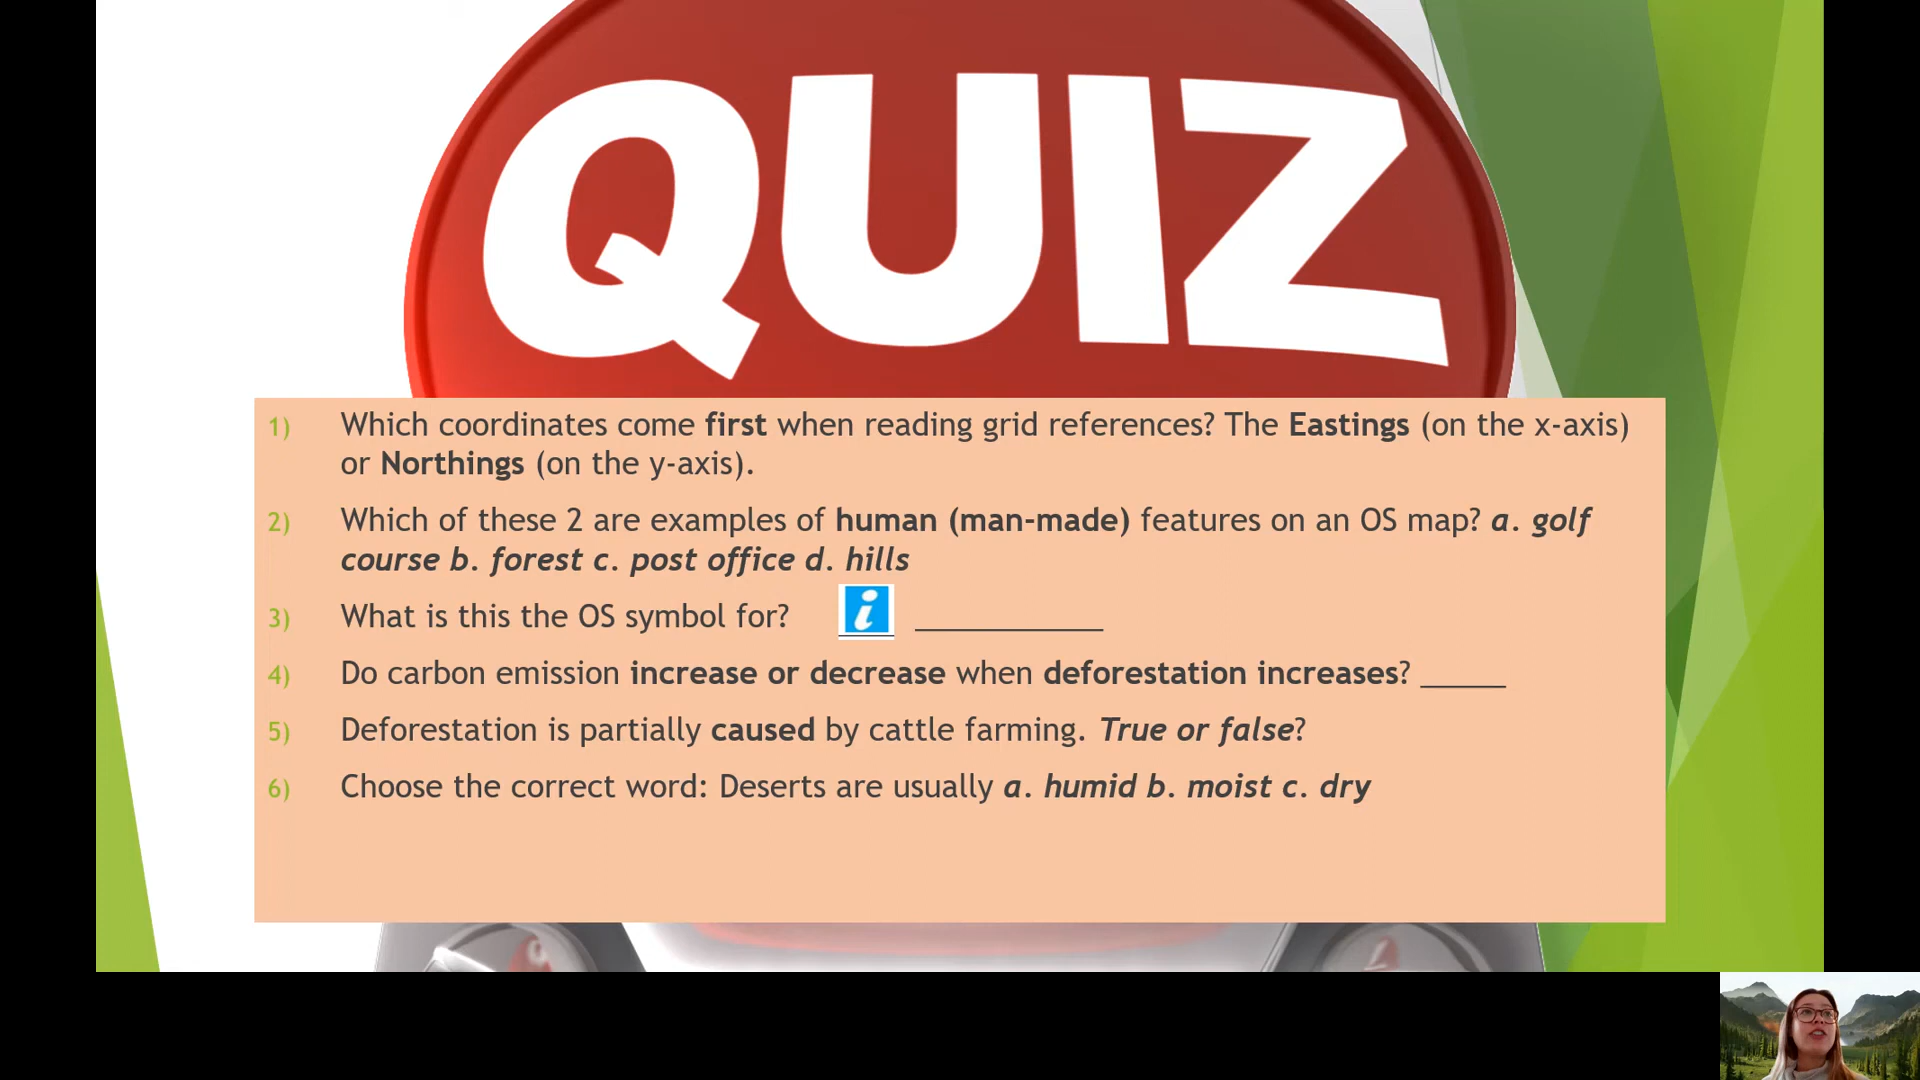 QUIZ
1) Which coordinates come first when reading grid references? The Eastings (on the x-axis)
or Northings (on the y-axis).
2) Which of these 2 are examples of human (man-made) features on an OS map? a. golf
course b. forest c. post office d. hills
3) What is this the OS symbol for? i ___________
4) Do carbon emission increase or decrease when deforestation increases? _____
5) Deforestation is partially caused by cattle farming. True or false?
6) Choose the correct word: Deserts are usually a. humid b. moist c. dry